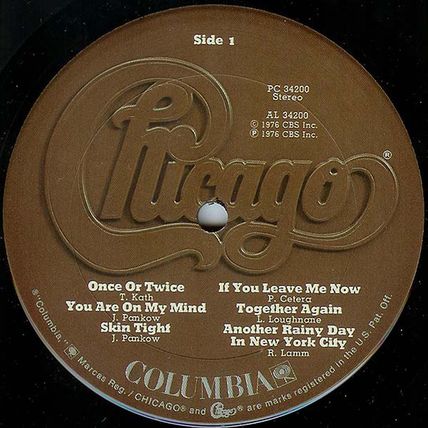 Side 1
PC 34200
Stereo
AL 34200
© 1976 CBS Inc.
℗ 1976 CBS Inc.
Chicago ®
Once Or Twice
T. Kath
You Are On My Mind
J. Pankow
Skin Tight
J. Pankow
If You Leave Me Now
P. Cetera
Together Again
L. Loughnane
Another Rainy Day
In New York City
R. Lamm
COLUMBIA
®"Columbia," Marcas Reg./CHICAGO® and Chicago® are marks registered in the U.S. Pat. Off.